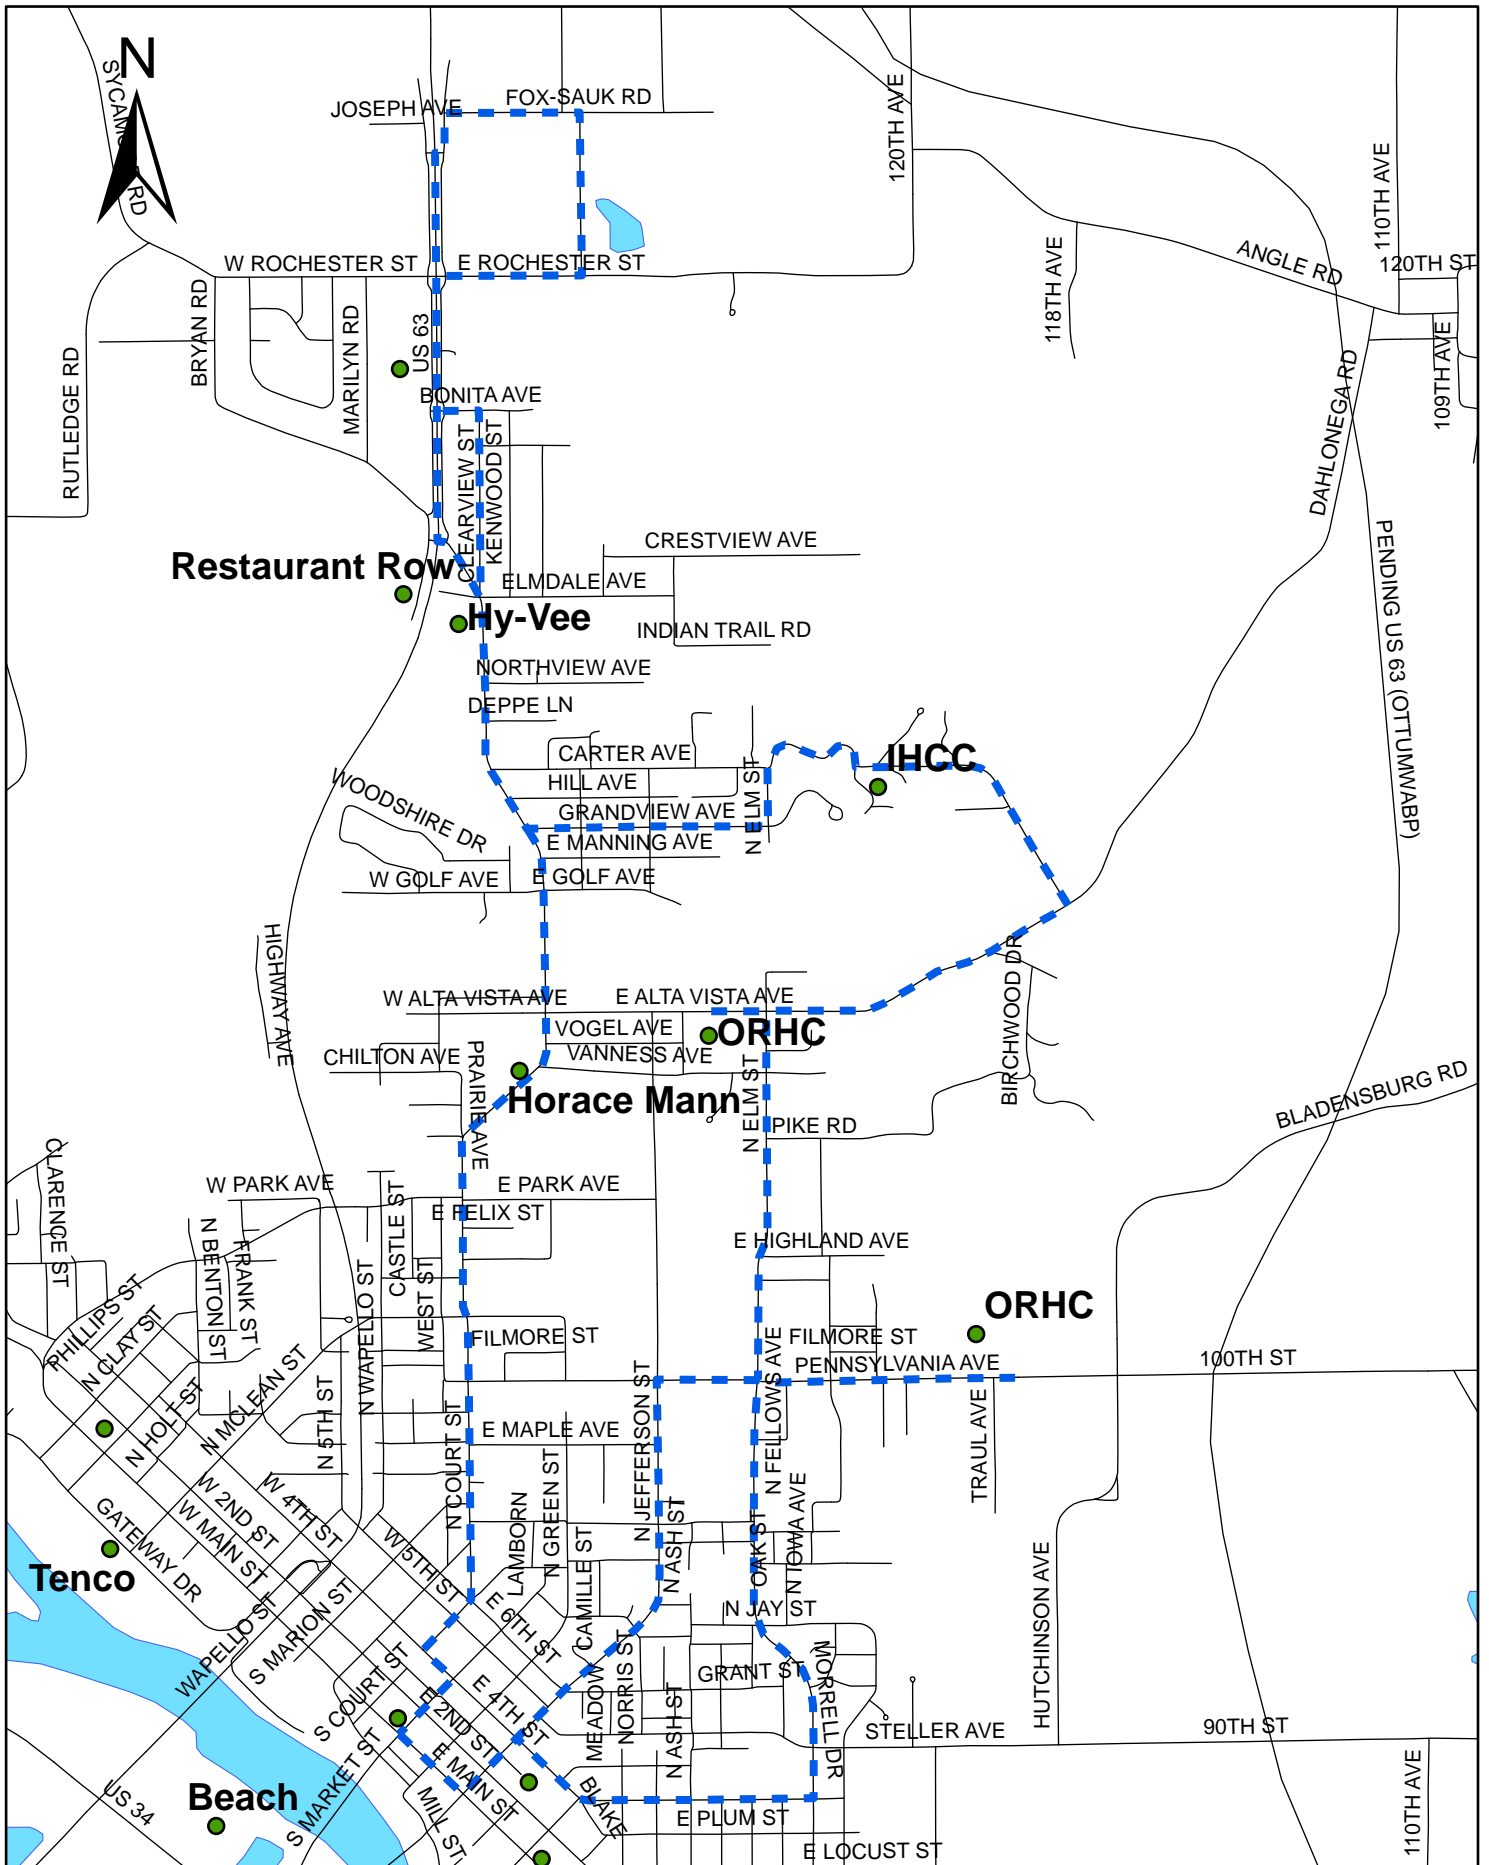 N
SYCAMORE RD
JOSEPH AVE
FOX-SAUK RD
120TH AVE
110TH AVE
W ROCHESTER ST
E ROCHESTER ST
118TH AVE
ANGLE RD
120TH ST
BRYAN RD
MARILYN RD
US 63
RUTLEDGE RD
109TH AVE
DAHLONEGA RD
BONITA AVE
CLEARVIEW ST
KENWOOD ST
CRESTVIEW AVE
Restaurant Row
ELMDALE AVE
Hy-Vee
INDIAN TRAIL RD
PENDING US 63 (OTTUMWABP)
NORTHVIEW AVE
DEPPE LN
CARTER AVE
IHCC
HILL AVE
N ELM ST
WOODSHIRE DR
GRANDVIEW AVE
E MANNING AVE
W GOLF AVE
E GOLF AVE
HIGHWAY AVE
BIRCHWOOD DR
W ALTA VISTA AVE
E ALTA VISTA AVE
VOGEL AVE
ORHC
CHILTON AVE
VANNESS AVE
PRAIRIE AVE
Horace Mann
N ELM ST
PIKE RD
BLADENSBURG RD
CLARENCE ST
W PARK AVE
CASTLE ST
E PARK AVE
E FELIX ST
N BENTON ST
FRANK ST
E HIGHLAND AVE
N WAPELLO ST
WEST ST
PHILLIPS ST
N CLAY ST
ORHC
FILMORE ST
FILMORE ST
PENNSYLVANIA AVE
100TH ST
N HOLT ST
N MCLEAN ST
N 5TH ST
N COURT ST
E MAPLE AVE
N JEFFERSON ST
N FELLOWS AVE
TRAUL AVE
N GREEN ST
LAMBORN
N ASH ST
OAK ST
N IOWA AVE
W 4TH ST
W 2ND ST
W MAIN ST
GATEWAY DR
W 5TH ST
CAMILLE ST
HUTCHINSON AVE
Tenco
E 6TH ST
N JAY ST
WAPELLO ST
S MARION ST
S COURT ST
GRANT ST
MORRELL DR
NORRIS ST
MEADOW
N ASH ST
E 4TH ST
E 2ND ST
STELLER AVE
90TH ST
E MAIN ST
S MARKET ST
Beach
US 34
MILL ST
BLAKE
E PLUM ST
E LOCUST ST
110TH AVE